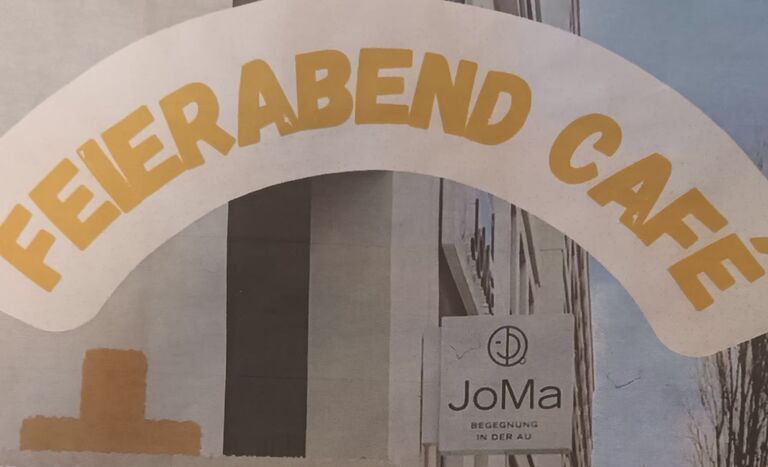 FEIERABEND CAFÉ
JoMa
BEGEGNUNG
IN DER AU